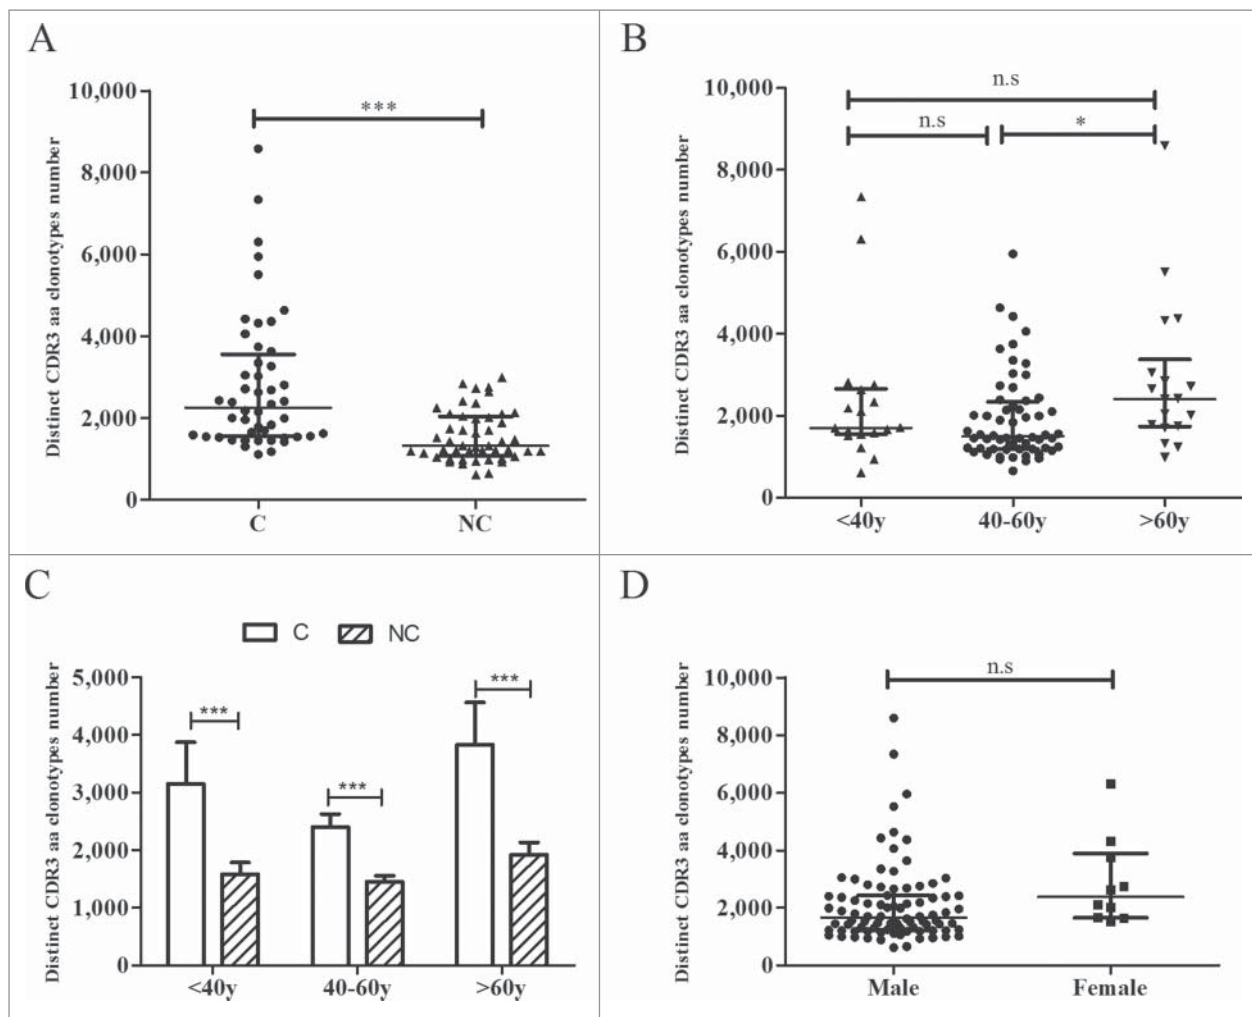 A
Distinct CDR3 aa clonotypes number
10,000
8,000
6,000
4,000
2,000
0
***
C
NC
B
Distinct CDR3 aa clonotypes number
10,000
8,000
6,000
4,000
2,000
0
n.s
n.s
*
<40y
40-60y
>60y
C
C
NC
Distinct CDR3 aa clonotypes number
5,000
4,000
3,000
2,000
1,000
0
***
***
***
<40y
40-60y
>60y
D
Distinct CDR3 aa clonotypes number
10,000
8,000
6,000
4,000
2,000
0
n.s
Male
Female